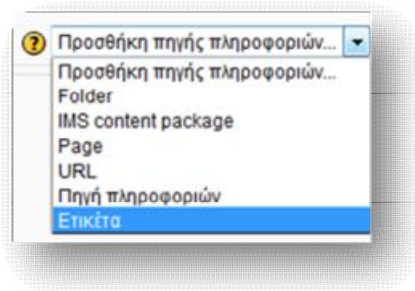 ? Προσθήκη πηγής πληροφοριών...
Προσθήκη πηγής πληροφοριών...
Folder
IMS content package
Page
URL
Πηγή πληροφοριών
Ετικέτα